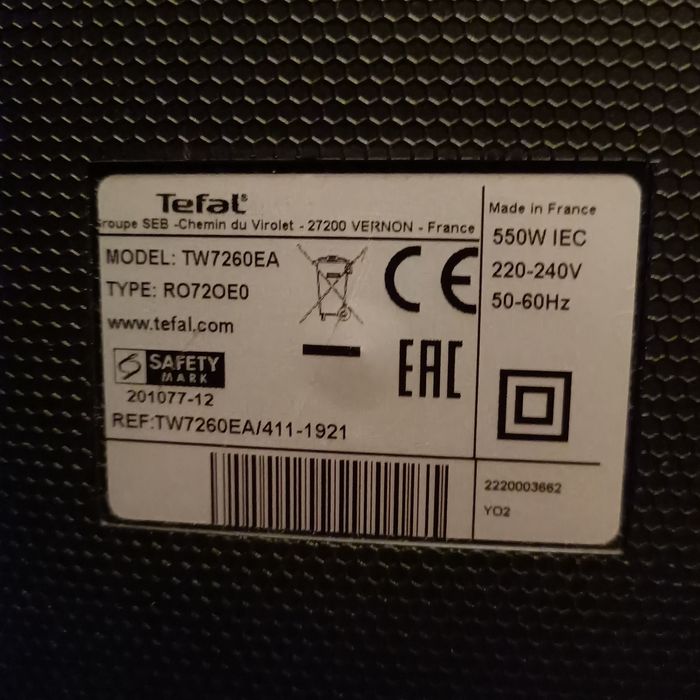 Tefal®
Groupe SEB -Chemin du Virolet - 27200 VERNON - France
MODEL: TW7260EA
TYPE: RO72OE0
www.tefal.com
SAFETY
MARK
201077-12
REF:TW7260EA/411-1921
CE
EAC
Made in France
550W IEC
220-240V
50-60Hz
2220003662
YO2